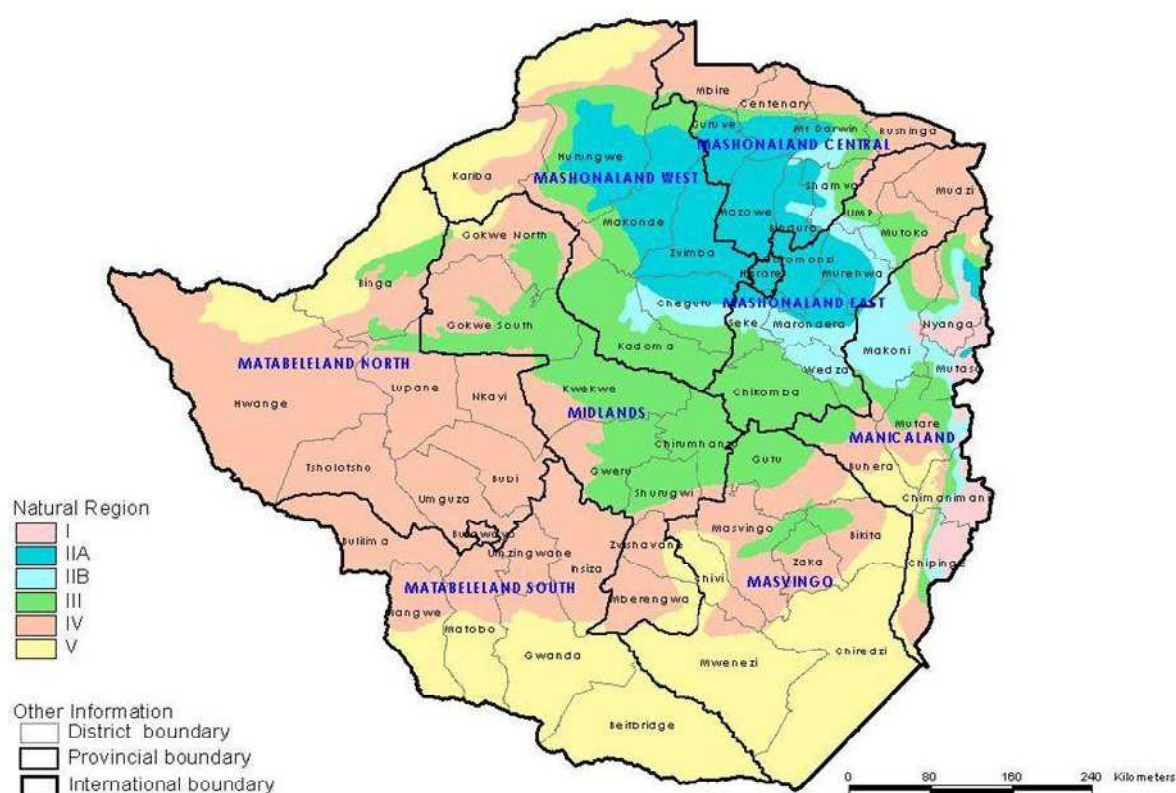 Mbire
Centenary
Guruve
Mt Darwin
Rushinga
MASHONALAND CENTRAL
Hurungwe
Kariba
MASHONALAND WEST
Shamva
Mudzi
Makonde
Mazowe
UMP
Mutoko
Gokwe North
Bindura
Zvimba
Goromonzi
Harare
Murehwa
Binga
Chegutu
MASHONALAND EAST
Gokwe South
Seke
Marondera
Nyanga
Kadoma
Makoni
MATABELELAND NORTH
Wedza
Mutasa
Lupane
Kwekwe
Chikomba
Hwange
Nkayi
MIDLANDS
Mutare
MANICALAND
Chirumhanzu
Gutu
Buhera
Tsholotsho
Bubi
Gweru
Umguza
Shurugwi
Chimanimani
Natural Region
I
IIA
IIB
III
IV
V
Bulilima
Bulawayo
Umzingwane
Zvishavane
Masvingo
Bikita
Insiza
Zaka
Chipinge
MATABELELAND SOUTH
Chivi
MASVINGO
Mangwe
Mberengwa
Matobo
Gwanda
Mwenezi
Chiredzi
Beitbridge
Other Information
District boundary
Provincial boundary
International boundary
0 80 160 240 Kilometers